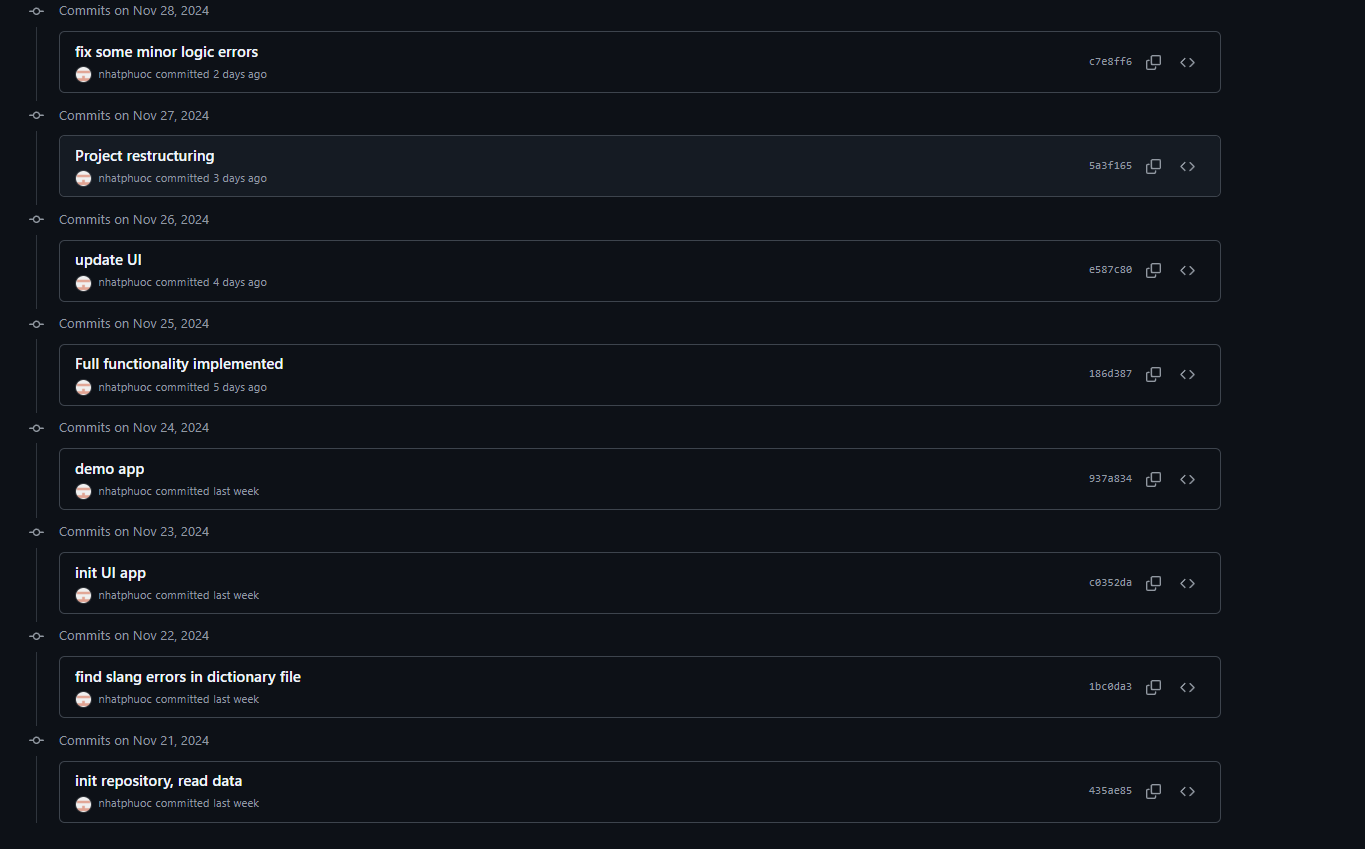 Commits on Nov 28, 2024
fix some minor logic errors
nhatphuoc committed 2 days ago
c7e8ff6
Commits on Nov 27, 2024
Project restructuring
nhatphuoc committed 3 days ago
5a3f165
Commits on Nov 26, 2024
update UI
nhatphuoc committed 4 days ago
e587c80
Commits on Nov 25, 2024
Full functionality implemented
nhatphuoc committed 5 days ago
186d387
Commits on Nov 24, 2024
demo app
nhatphuoc committed last week
937a834
Commits on Nov 23, 2024
init UI app
nhatphuoc committed last week
c0352da
Commits on Nov 22, 2024
find slang errors in dictionary file
nhatphuoc committed last week
1bc0da3
Commits on Nov 21, 2024
init repository, read data
nhatphuoc committed last week
435ae85